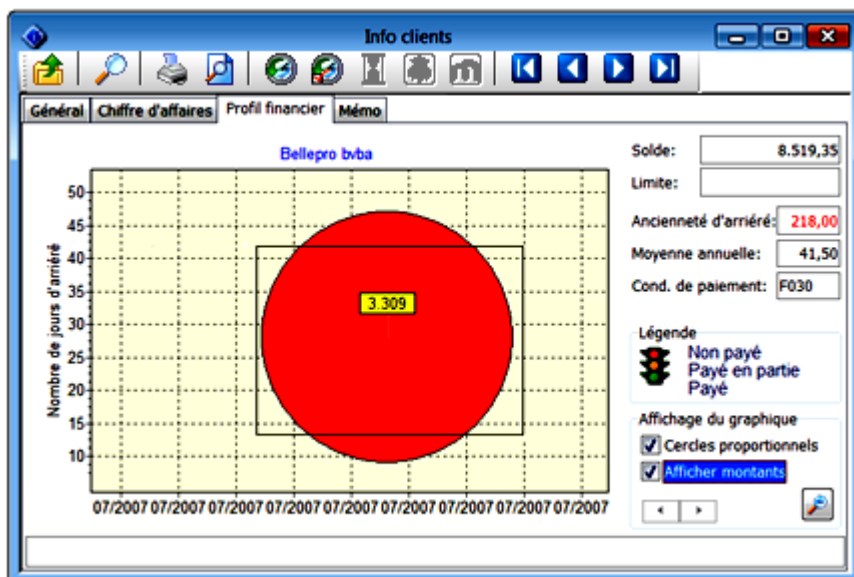 Info clients
Général Chiffre d'affaires Profil financier Mémo
Bellepro bvba
Nombre de jours d'arriéré
50
45
40
35
30
25
20
15
10
3.309
07/2007 07/2007 07/2007 07/2007 07/2007 07/2007 07/2007 07/2007 07/2007
Solde: 8.519,35
Limite:
Ancienneté d'arriéré: 218,00
Moyenne annuelle: 41,50
Cond. de paiement: F030
Légende
Non payé
Payé en partie
Payé
Affichage du graphique
Cercles proportionnels
Afficher montants